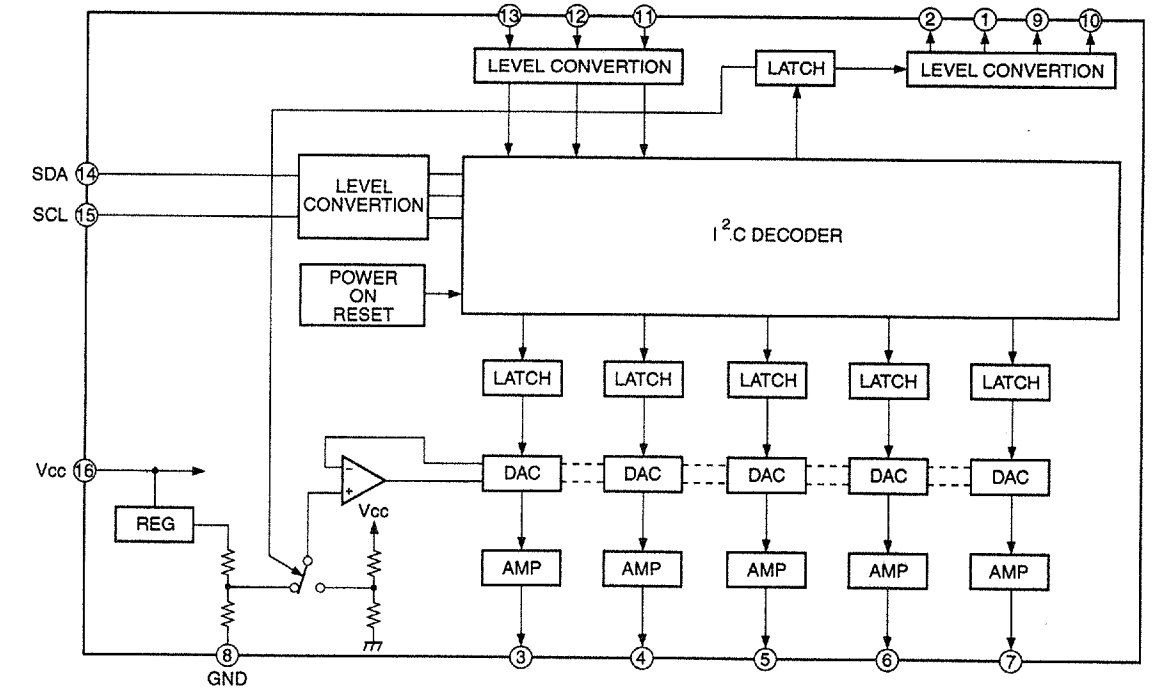 13 12 11 2 1 9 10
LEVEL CONVERTION LATCH LEVEL CONVERTION
SDA 14
SCL 15
LEVEL
CONVERTION
I2C DECODER
POWER
ON
RESET
LATCH LATCH LATCH LATCH LATCH
Vcc 16
−
+
DAC DAC DAC DAC DAC
REG
Vcc
AMP AMP AMP AMP AMP
8 3 4 5 6 7
GND